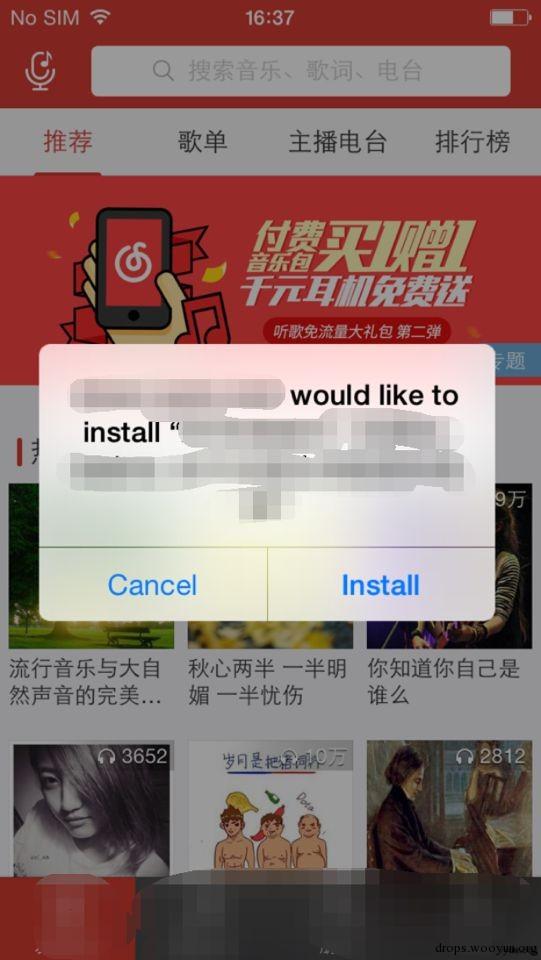 No SIM 16:37
搜索音乐、歌词、电台
推荐 歌单 主播电台 排行榜
付费
音乐包
买1赠1
千元耳机免费送
听歌免流量大礼包 第二弹
专题
would like to
install “
9万
Cancel Install
流行音乐与大自
然声音的完美...
秋心两半 一半明
媚 一半忧伤
你知道你自己是
谁么
3652
10万
2812
岁月是把猪饲料
Dota
drops.wooyun.org